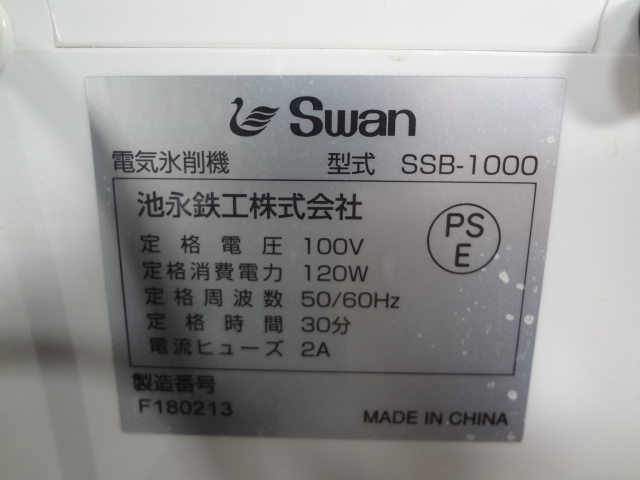 Swan
電気氷削機 型式 SSB-1000
池永鉄工株式会社
PS
E
定格電圧 100V
定格消費電力 120W
定格周波数 50/60Hz
定格時間 30分
電流ヒューズ 2A
製造番号
F180213
MADE IN CHINA